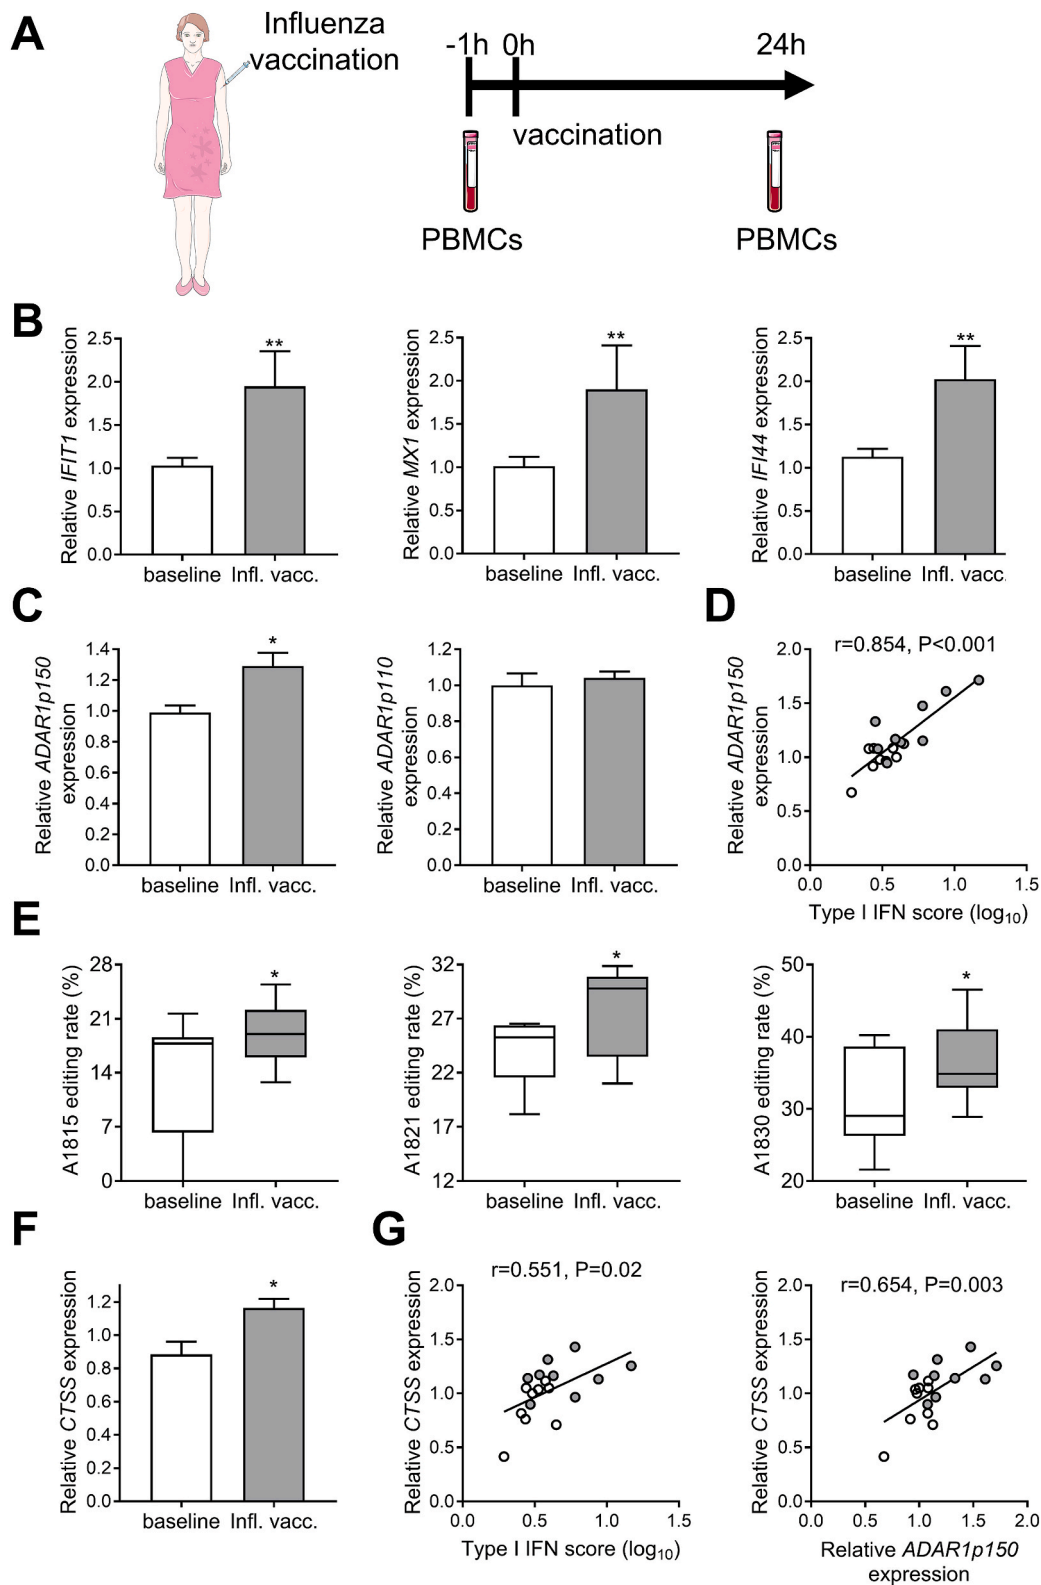 A
Influenza
vaccination
-1h 0h 24h
vaccination
PBMCs PBMCs
B
Relative IFIT1 expression
2.5
2.0
1.5
1.0
0.5
0.0
**
baseline Infl. vacc.
Relative MX1 expression
2.5
2.0
1.5
1.0
0.5
0.0
**
baseline Infl. vacc.
Relative IFI44 expression
2.5
2.0
1.5
1.0
0.5
0.0
**
baseline Infl. vacc.
C
Relative ADAR1p150
expression
1.4
1.2
1.0
0.8
0.6
0.4
0.2
0.0
*
baseline Infl. vacc.
Relative ADAR1p110
expression
1.2
1.0
0.8
0.6
0.4
0.2
0.0
baseline Infl. vacc.
D
Relative ADAR1p150
expression
2.0
1.5
1.0
0.5
0.0
r=0.854, P<0.001
0.0 0.5 1.0 1.5
Type I IFN score (log10)
E
A1815 editing rate (%)
28
21
14
7
0
*
baseline Infl. vacc.
A1821 editing rate (%)
32
27
22
17
12
*
baseline Infl. vacc.
A1830 editing rate (%)
50
40
30
20
*
baseline Infl. vacc.
F
Relative CTSS expression
1.2
1.0
0.8
0.6
0.4
0.2
0.0
*
baseline Infl. vacc.
G
Relative CTSS expression
2.0
1.5
1.0
0.5
0.0
r=0.551, P=0.02
0.0 0.5 1.0 1.5
Type I IFN score (log10)
Relative CTSS expression
2.0
1.5
1.0
0.5
0.0
r=0.654, P=0.003
0.0 0.5 1.0 1.5 2.0
Relative ADAR1p150
expression